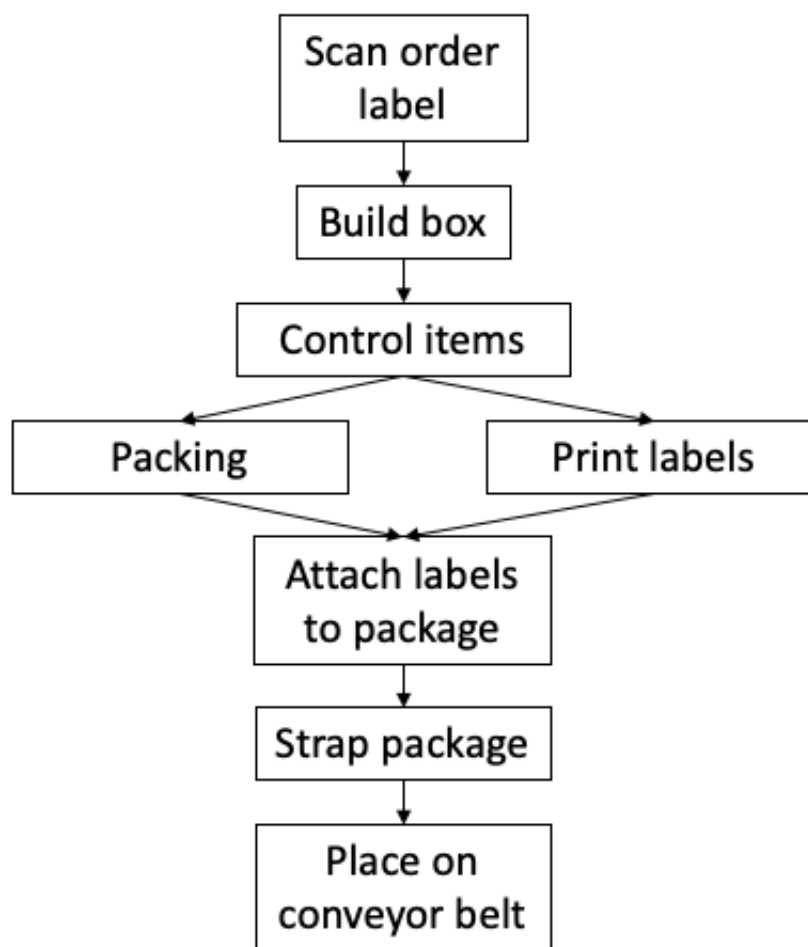 Scan order
label
Build box
Control items
Packing
Print labels
Attach labels
to package
Strap package
Place on
conveyor belt